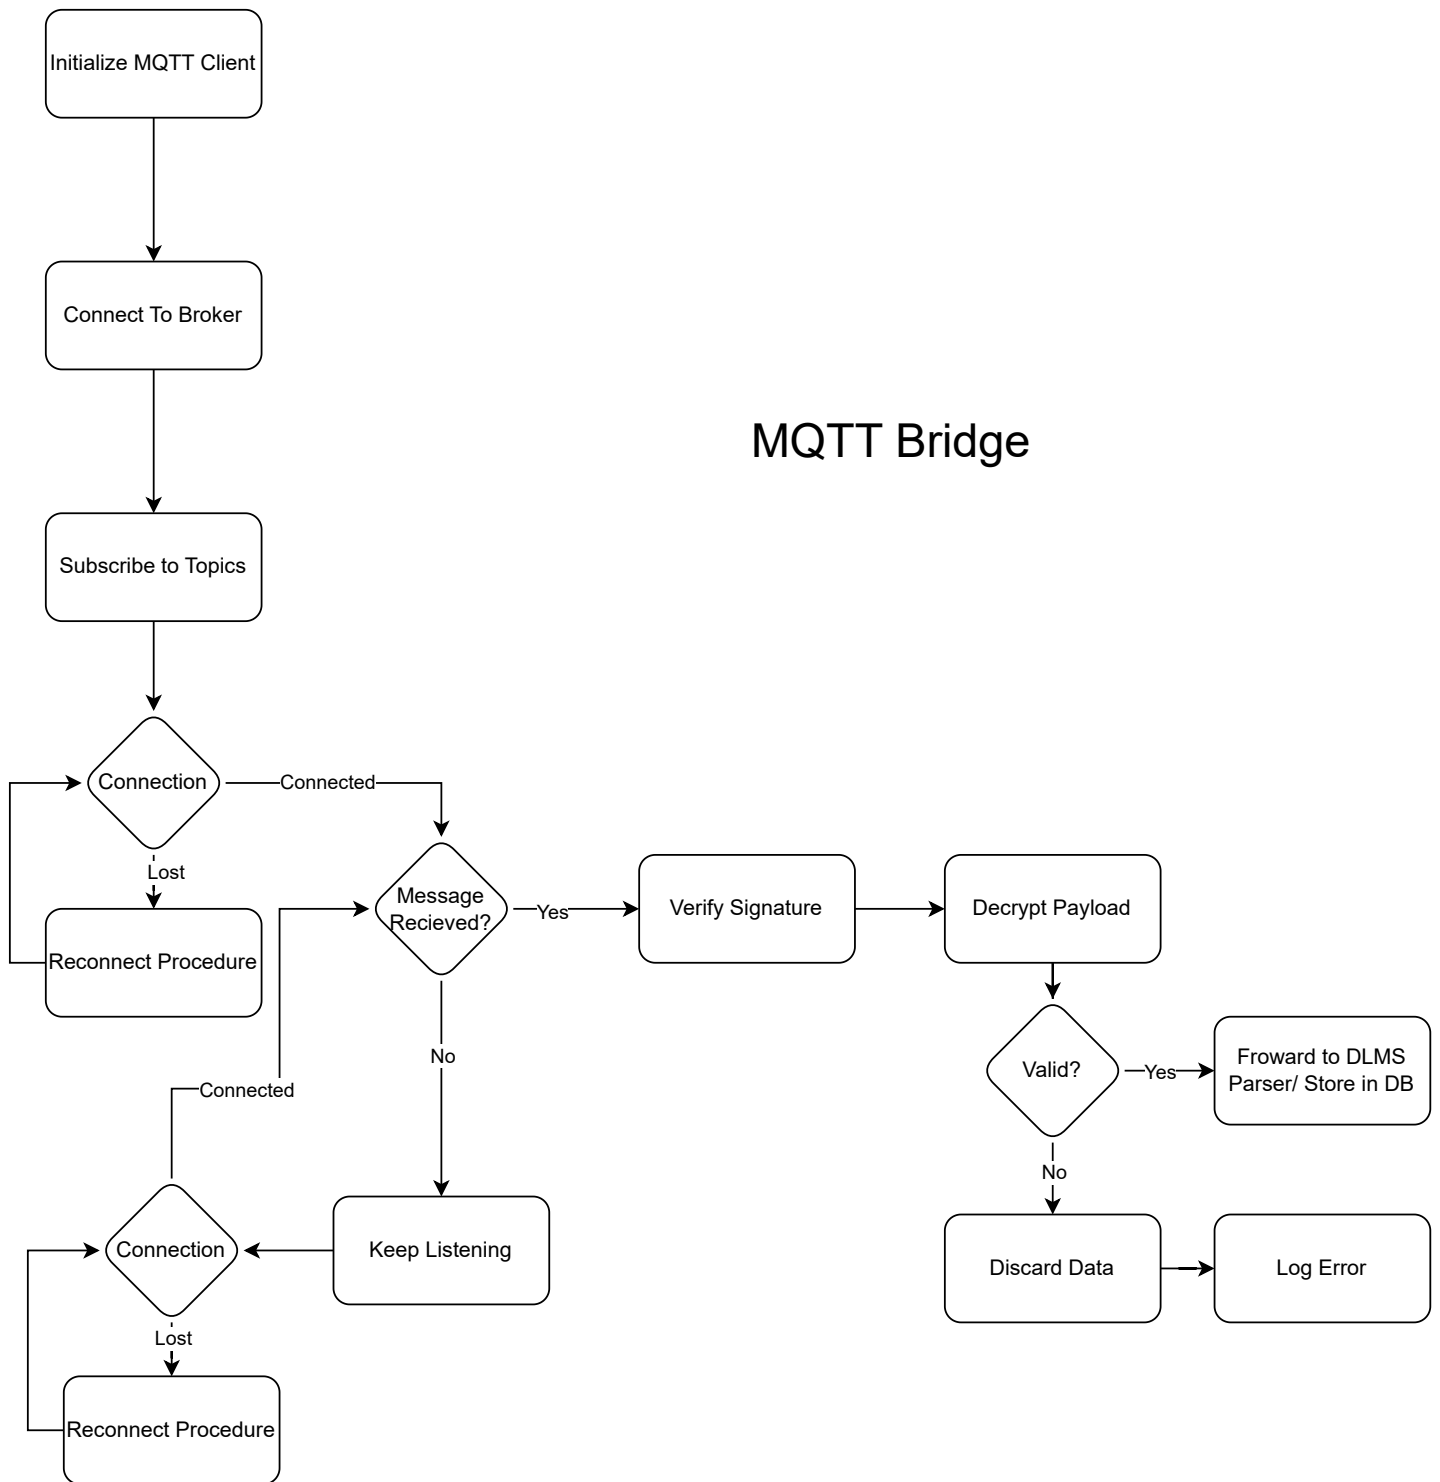 Initialize MQTT Client
Connect To Broker
MQTT Bridge
Subscribe to Topics
Connection
Connected
Lost
Reconnect Procedure
Message
Recieved?
Yes
Verify Signature
Decrypt Payload
No
Valid?
Yes
Froward to DLMS
Parser/ Store in DB
Connected
No
Connection
Keep Listening
Discard Data
Log Error
Lost
Reconnect Procedure